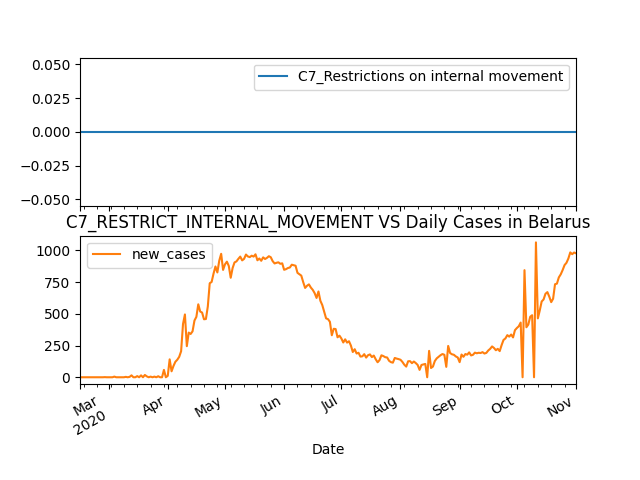 C7_Restrictions on internal movement
0.050
0.025
0.000
−0.025
−0.050
C7_RESTRICT_INTERNAL_MOVEMENT VS Daily Cases in Belarus
new_cases
1000
750
500
250
0
Mar
2020
Apr
May
Jun
Jul
Aug
Sep
Oct
Nov
Date